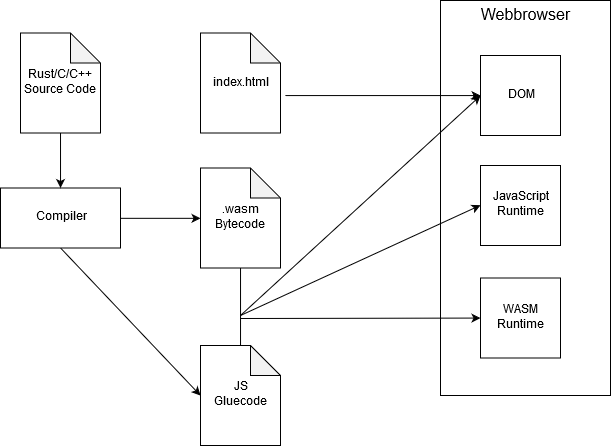 Webbrowser
Rust/C/C++
Source Code
index.html
DOM
Compiler
.wasm
Bytecode
JavaScript
Runtime
WASM
Runtime
JS
Gluecode